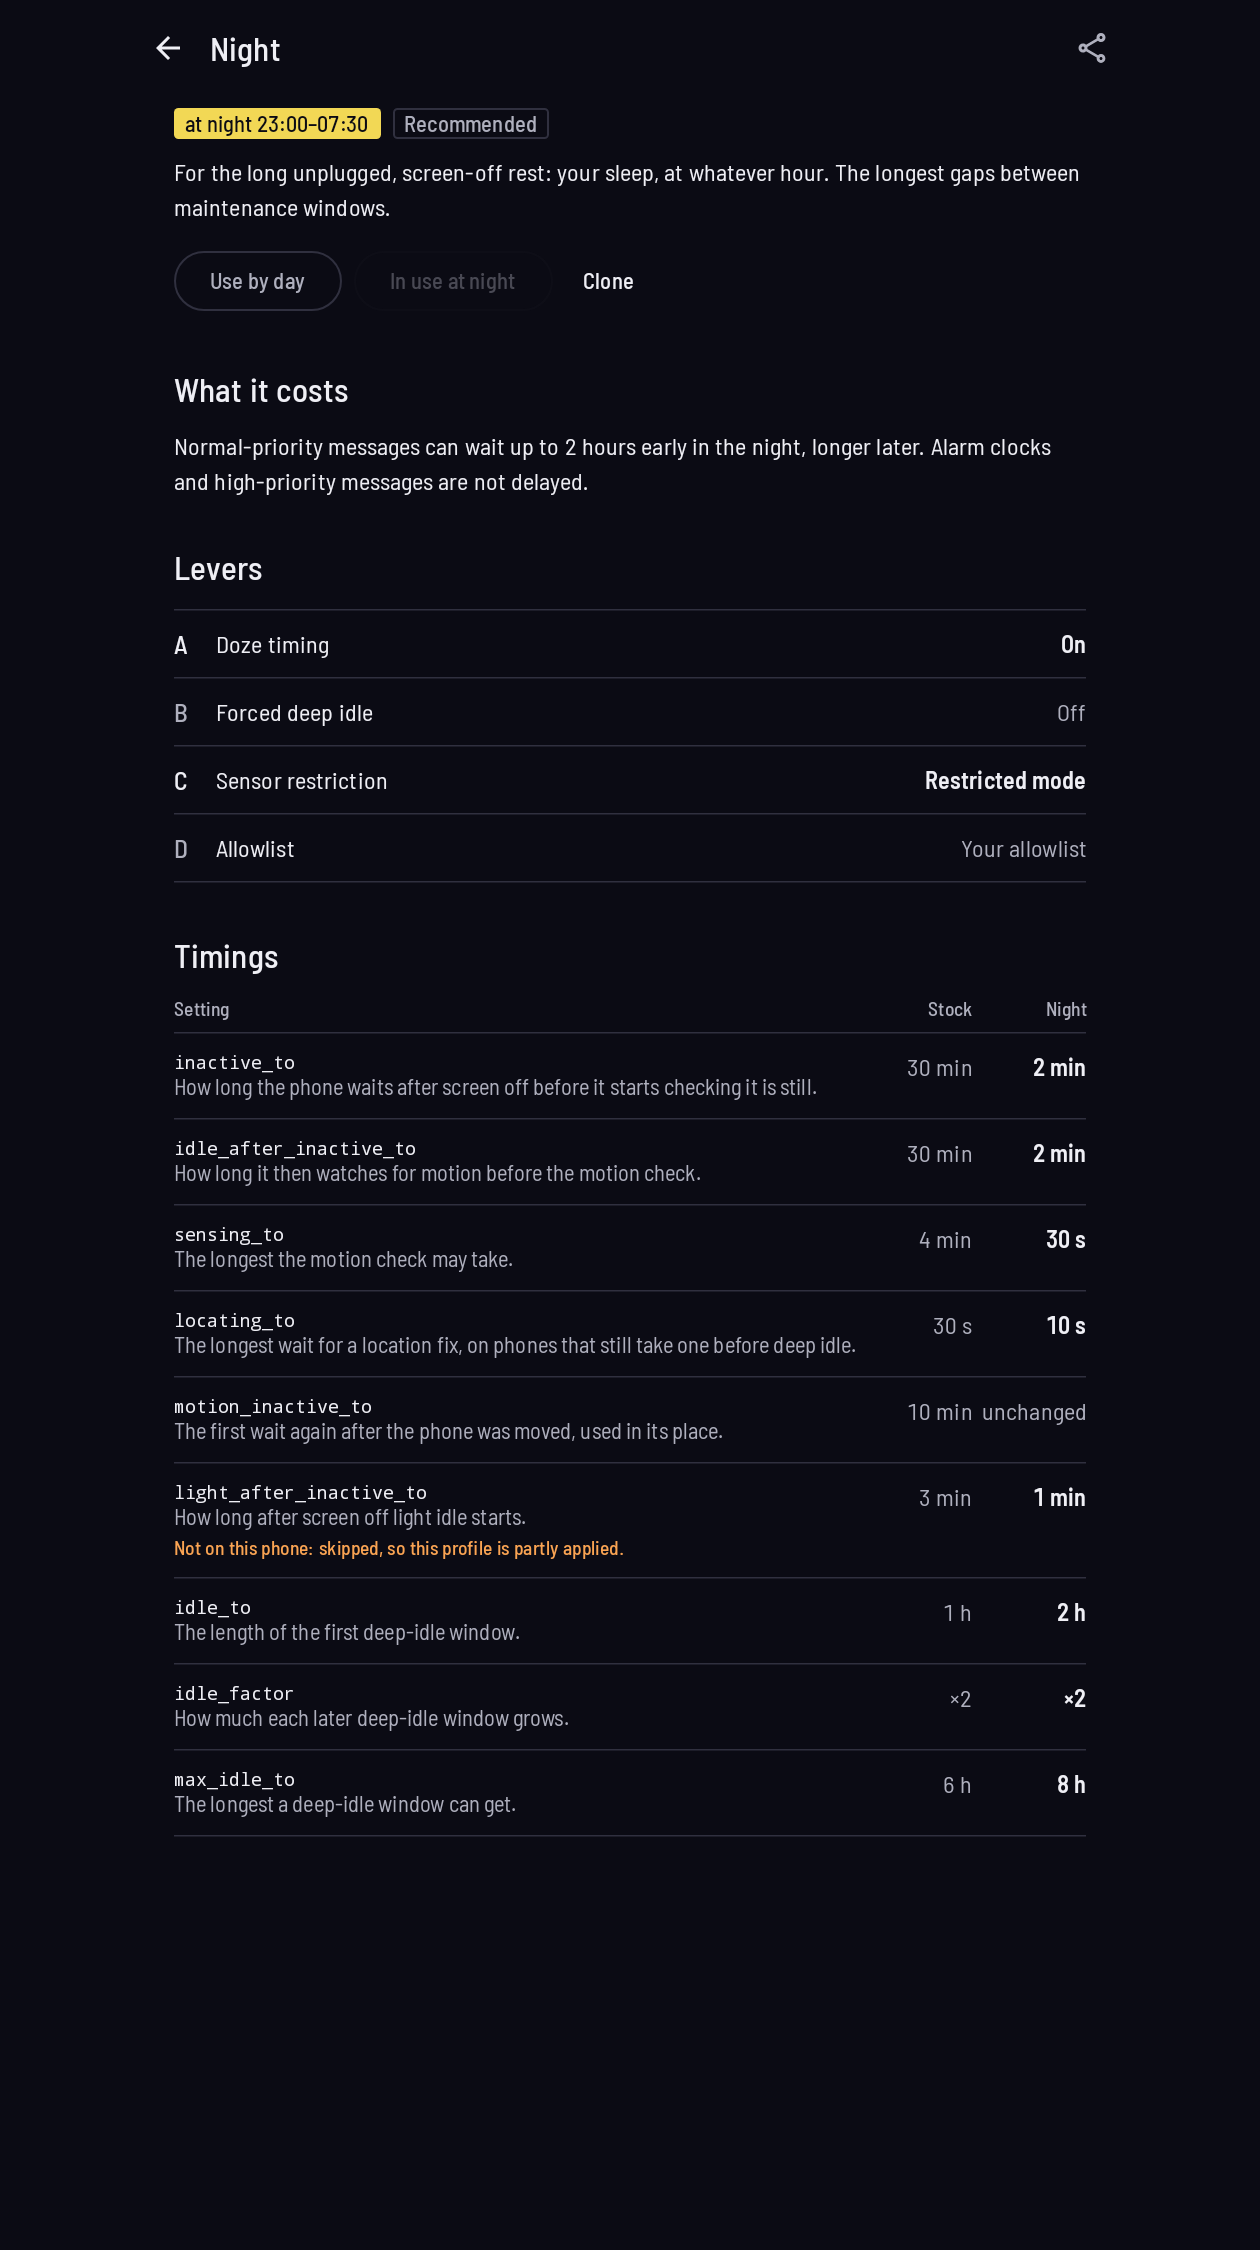 Night
at night 23:00–07:30
Recommended
For the long unplugged, screen-off rest: your sleep, at whatever hour. The longest gaps between
maintenance windows.
Use by day
In use at night
Clone
What it costs
Normal-priority messages can wait up to 2 hours early in the night, longer later. Alarm clocks
and high-priority messages are not delayed.
Levers
A Doze timing On
B Forced deep idle Off
C Sensor restriction Restricted mode
D Allowlist Your allowlist
Timings
Setting Stock Night
inactive_to 30 min 2 min
How long the phone waits after screen off before it starts checking it is still.
idle_after_inactive_to 30 min 2 min
How long it then watches for motion before the motion check.
sensing_to 4 min 30 s
The longest the motion check may take.
locating_to 30 s 10 s
The longest wait for a location fix, on phones that still take one before deep idle.
motion_inactive_to 10 min unchanged
The first wait again after the phone was moved, used in its place.
light_after_inactive_to 3 min 1 min
How long after screen off light idle starts.
Not on this phone: skipped, so this profile is partly applied.
idle_to 1 h 2 h
The length of the first deep-idle window.
idle_factor ×2 ×2
How much each later deep-idle window grows.
max_idle_to 6 h 8 h
The longest a deep-idle window can get.